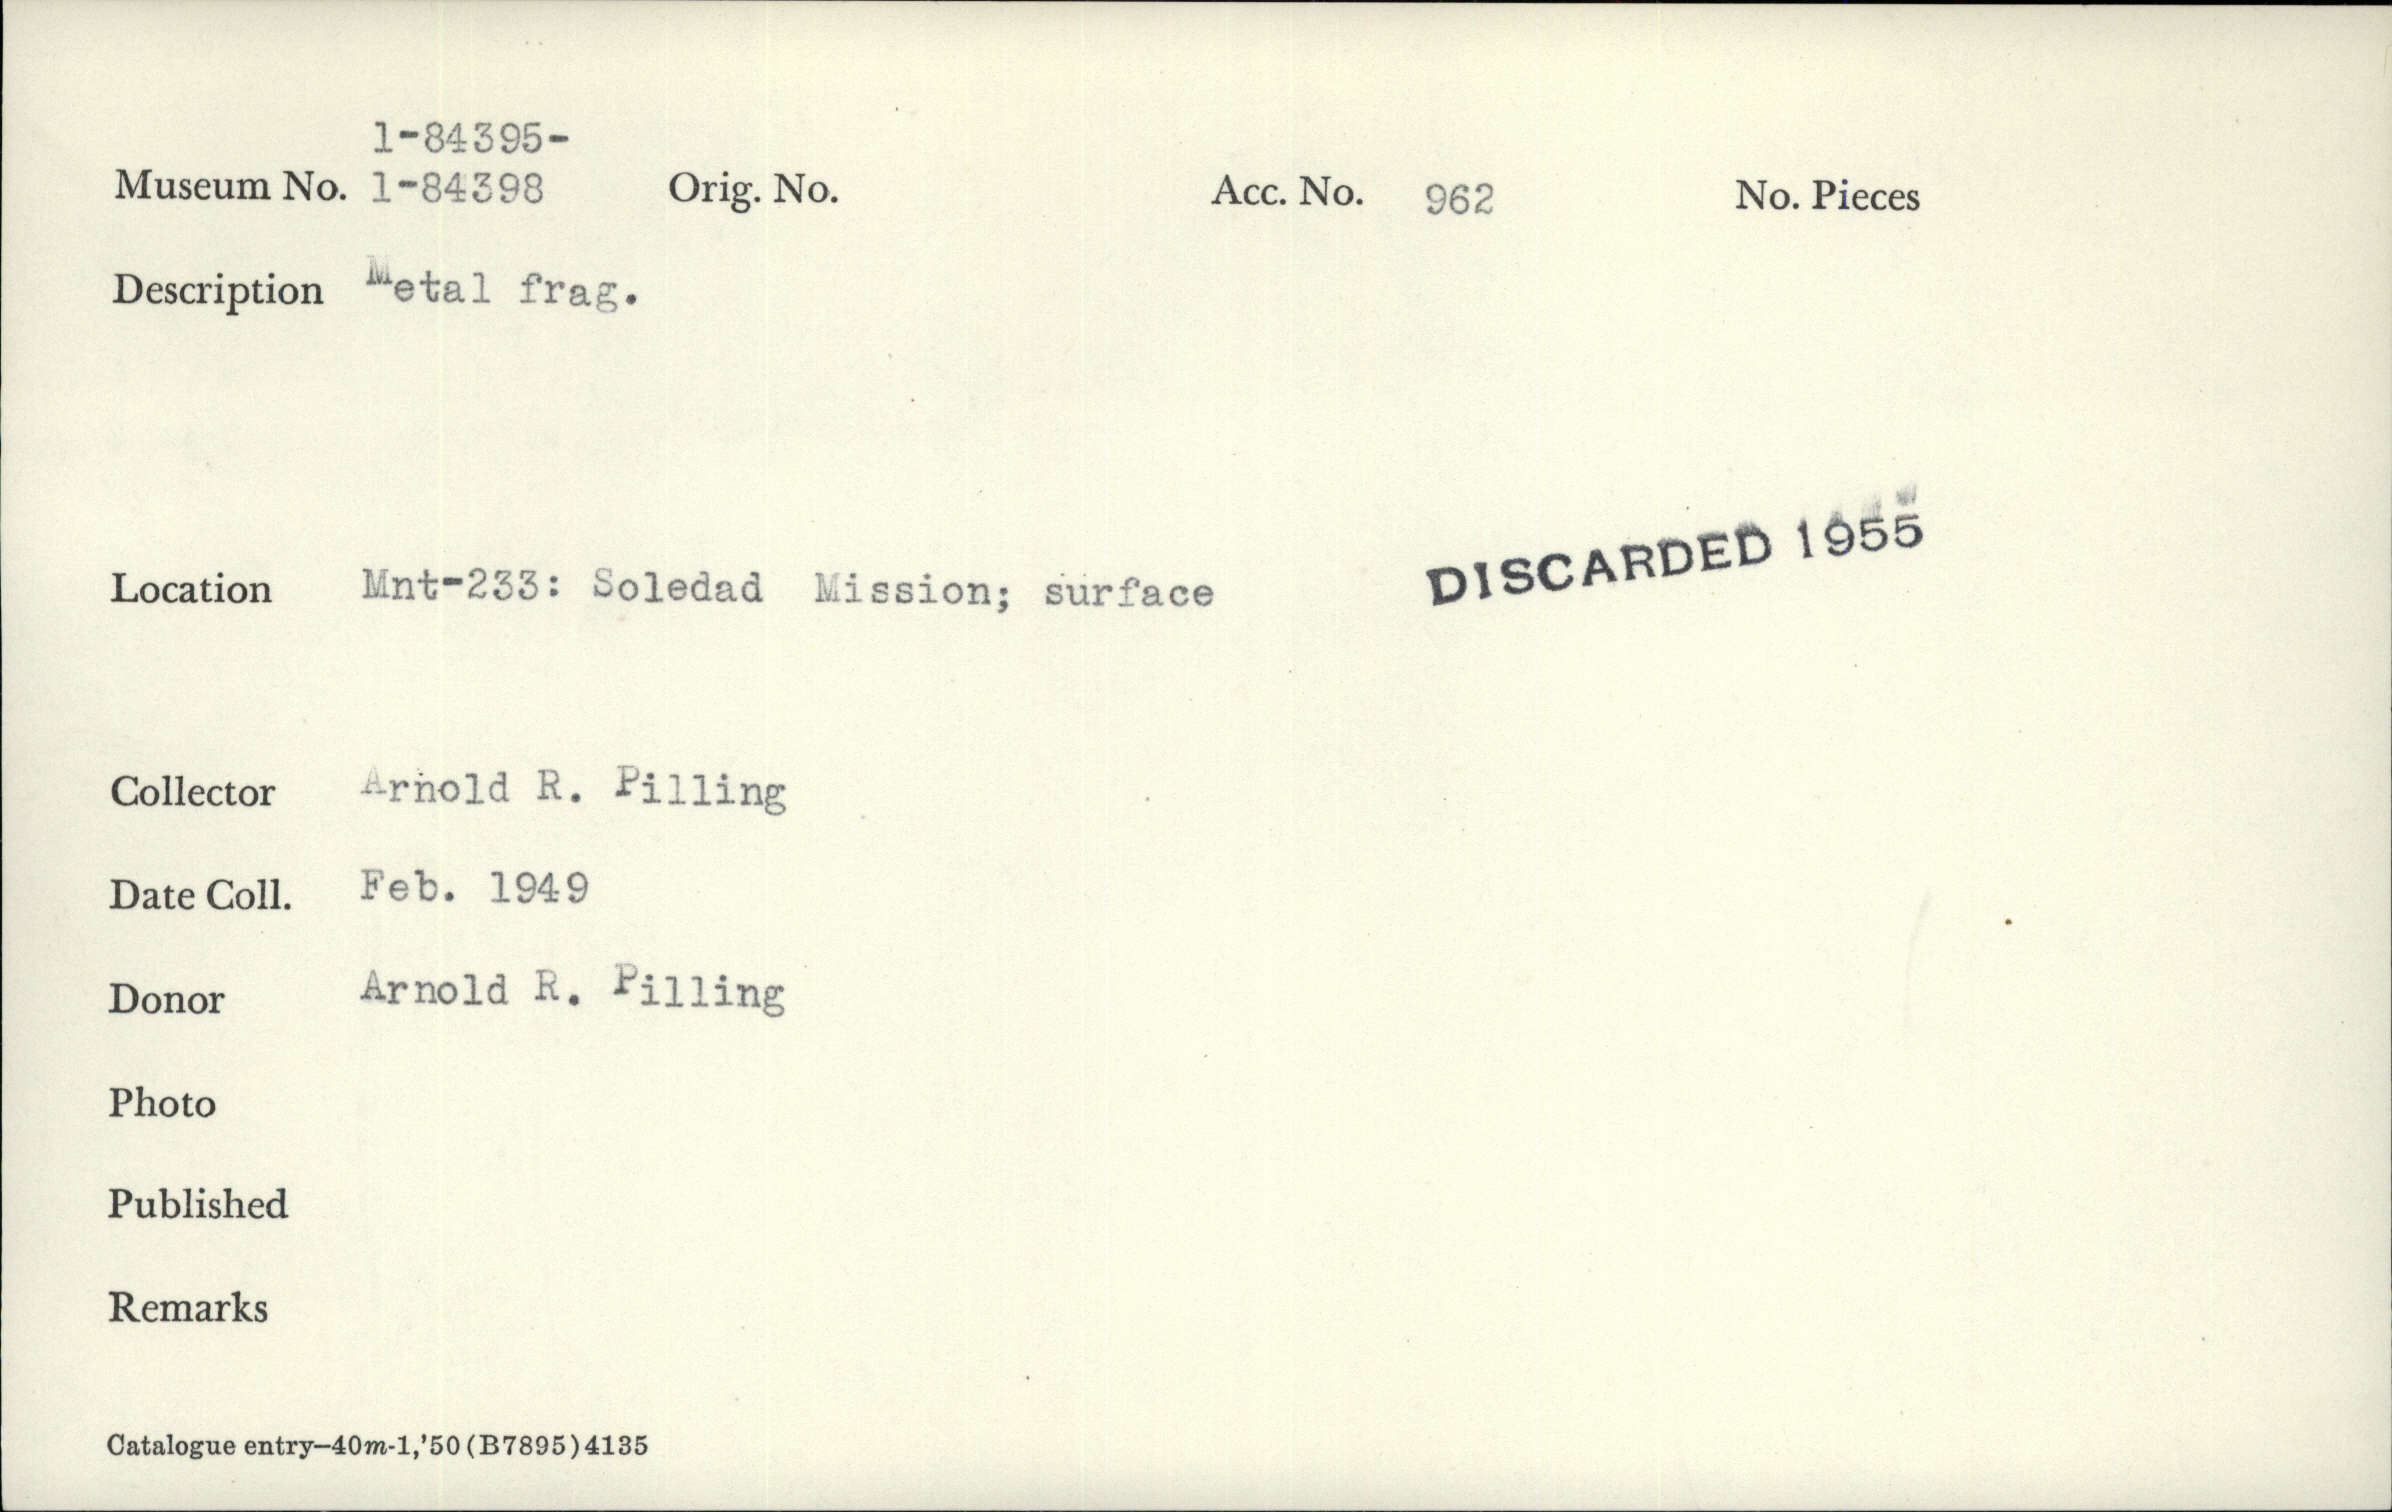 1-84395-
Museum No. 1-84398 Orig. No. Acc. No. 962 No. Pieces
Description Metal frag.
DISCARDED 1955
Location Mnt-233: Soledad Mission; surface
Collector Arnold R. Pilling
Date Coll. Feb. 1949
Donor Arnold R. Pilling
Photo
Published
Remarks
Catalogue entry—40m-1,'50(B7895)4135